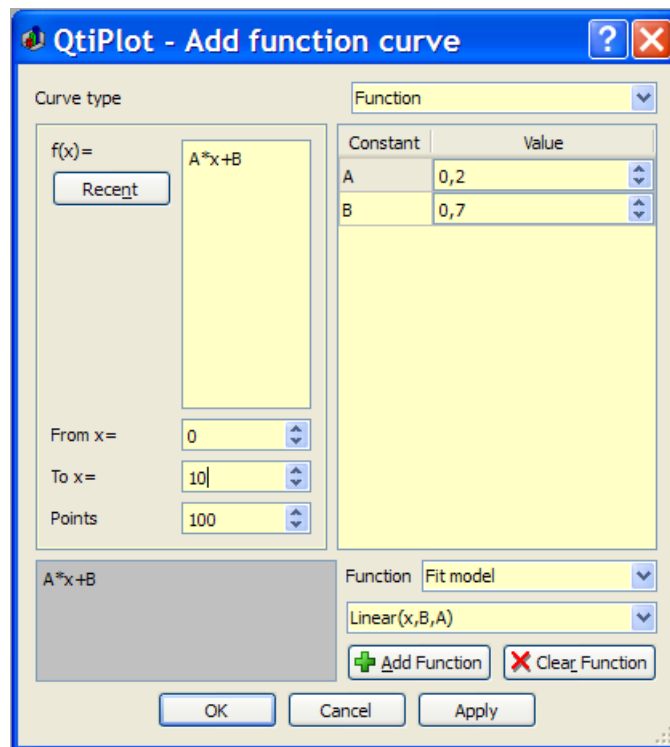 QtiPlot - Add function curve
Curve type
Function
f(x)=
A*x+B
Recent
Constant Value
A 0,2
B 0,7
From x= 0
To x= 10
Points 100
A*x+B
Function Fit model
Linear(x,B,A)
Add Function Clear Function
OK Cancel Apply